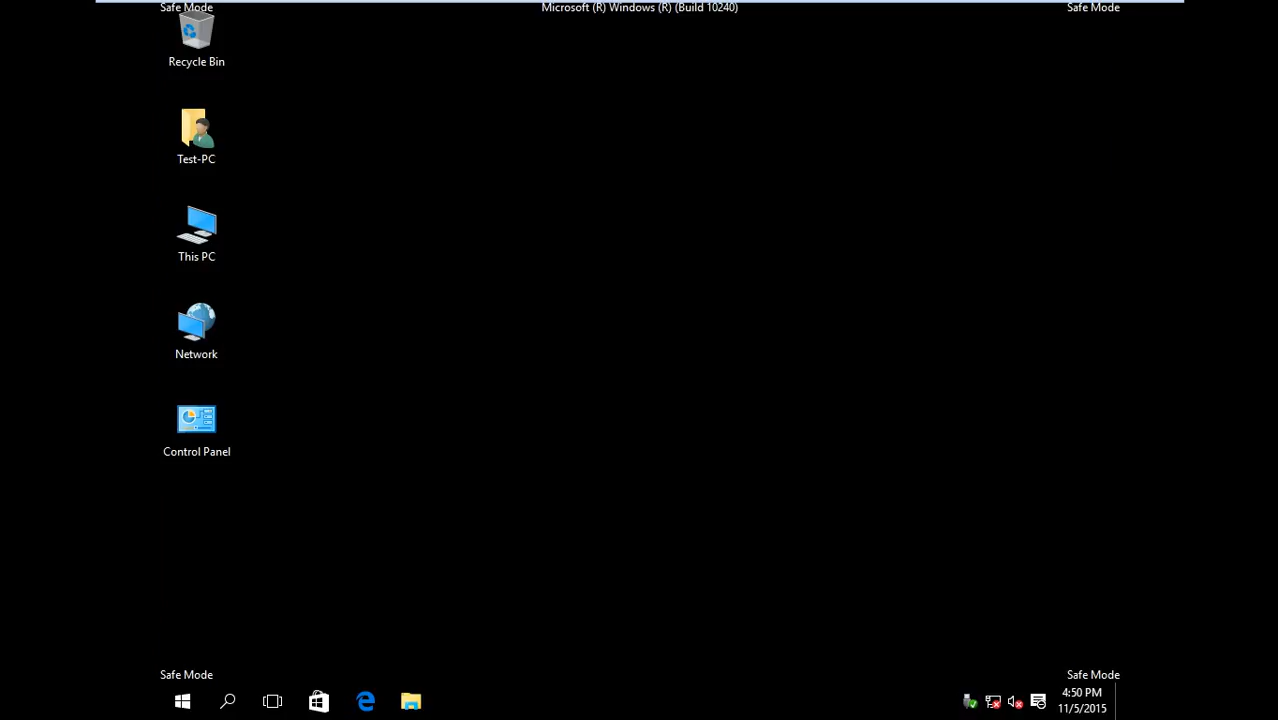 Safe Mode
Microsoft (R) Windows (R) (Build 10240)
Safe Mode
Recycle Bin
Test-PC
This PC
Network
Control Panel
Safe Mode
Safe Mode
4:50 PM
11/5/2015